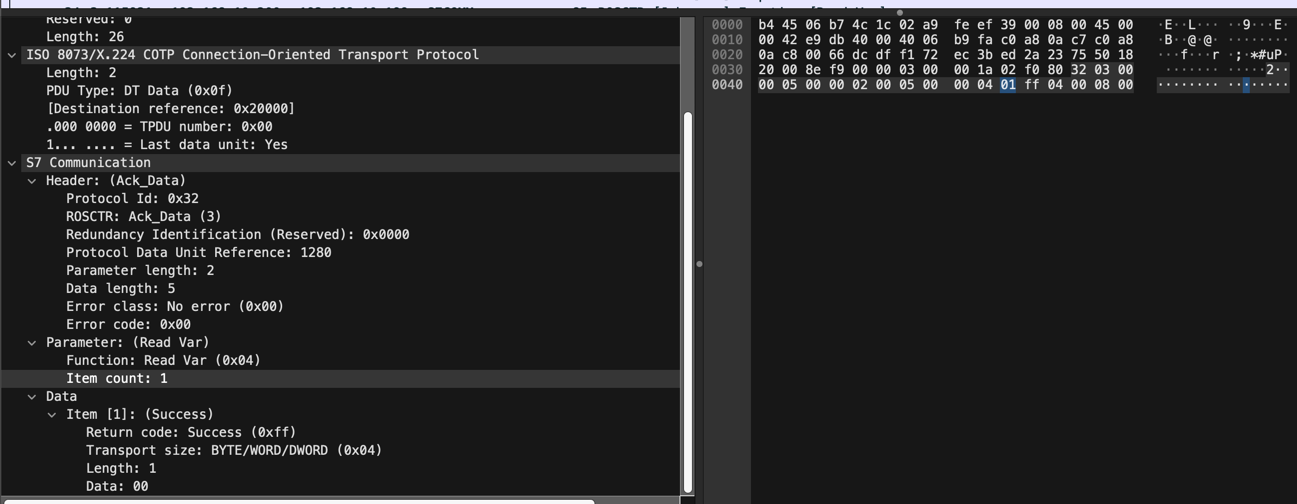 Reserved: 0
Length: 26
ISO 8073/X.224 COTP Connection-Oriented Transport Protocol
Length: 2
PDU Type: DT Data (0x0f)
[Destination reference: 0x20000]
.000 0000 = TPDU number: 0x00
1... .... = Last data unit: Yes
S7 Communication
Header: (Ack_Data)
Protocol Id: 0x32
ROSCTR: Ack_Data (3)
Redundancy Identification (Reserved): 0x0000
Protocol Data Unit Reference: 1280
Parameter length: 2
Data length: 5
Error class: No error (0x00)
Error code: 0x00
Parameter: (Read Var)
Function: Read Var (0x04)
Item count: 1
Data
Item [1]: (Success)
Return code: Success (0xff)
Transport size: BYTE/WORD/DWORD (0x04)
Length: 1
Data: 00
0000 b4 45 06 b7 4c 1c 02 a9 fe ef 39 00 08 00 45 00 ·E··L··· ··9···E·
0010 00 42 e9 db 40 00 40 06 b9 fa c0 a8 0a c7 c0 a8 ·B··@·@· ········
0020 0a c8 00 66 dc df f1 72 ec 3b ed 2a 23 75 50 18 ···f···r ·;·*#uP·
0030 20 00 8e f9 00 00 03 00 00 1a 02 f0 80 32 03 00 ······· ·····2··
0040 00 05 00 00 02 00 05 00 00 04 01 ff 04 00 08 00 ········ ········